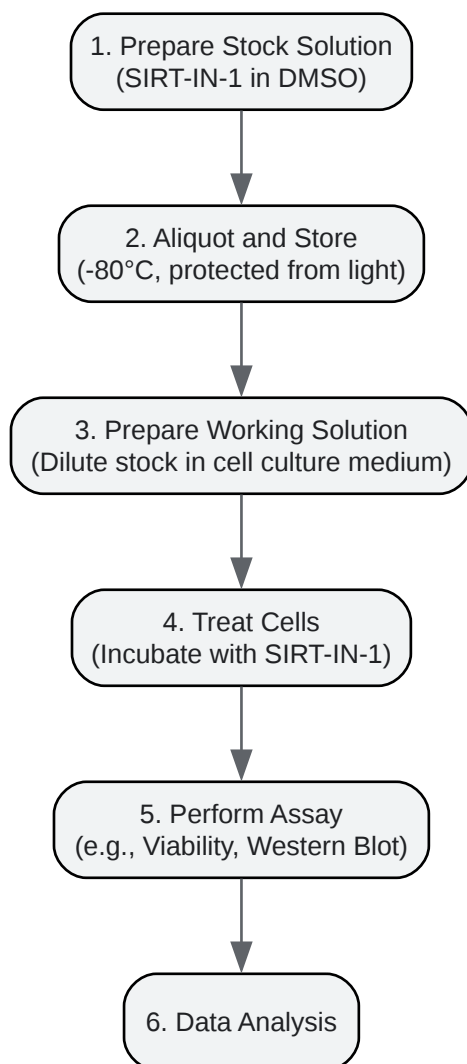 1. Prepare Stock Solution
(SIRT-IN-1 in DMSO)
2. Aliquot and Store
(-80°C, protected from light)
3. Prepare Working Solution
(Dilute stock in cell culture medium)
4. Treat Cells
(Incubate with SIRT-IN-1)
5. Perform Assay
(e.g., Viability, Western Blot)
6. Data Analysis